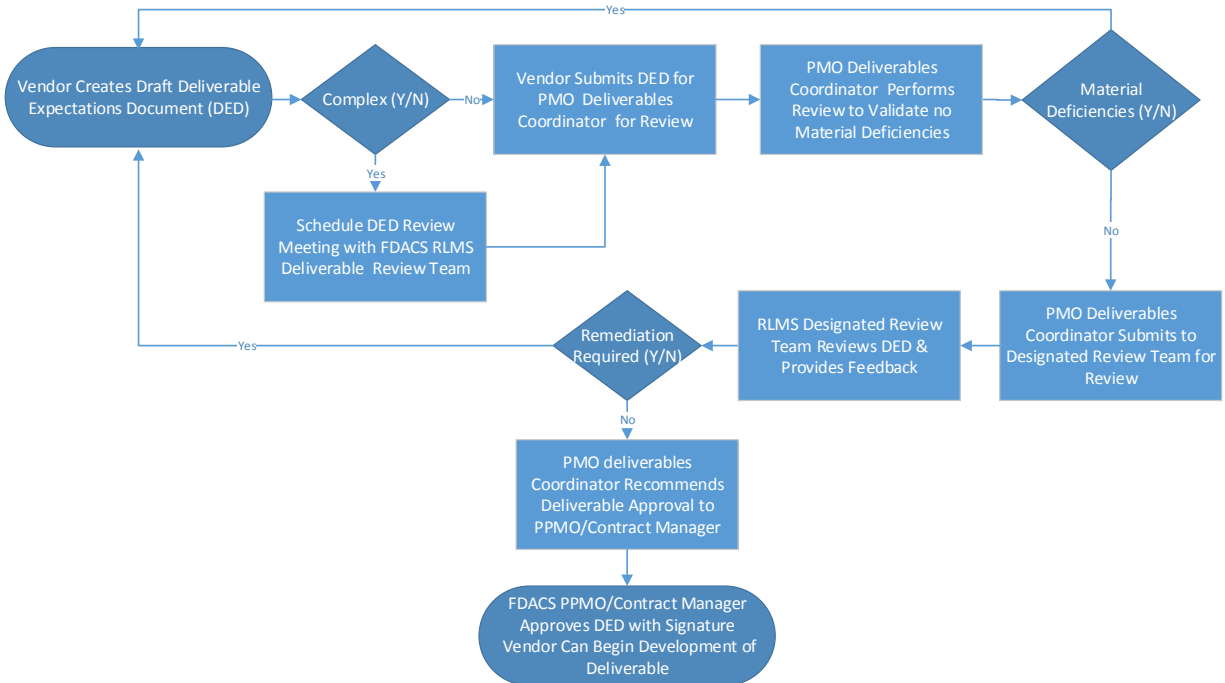 Yes
Vendor Creates Draft Deliverable
Expectations Document (DED)
Complex (Y/N)
No
Vendor Submits DED for
PMO Deliverables
Coordinator for Review
PMO Deliverables
Coordinator Performs
Review to Validate no
Material Deficiencies
Material
Deficiencies (Y/N)
Yes
Schedule DED Review
Meeting with FDACS RLMS
Deliverable Review Team
No
PMO Deliverables
Coordinator Submits to
Designated Review Team for
Review
RLMS Designated Review
Team Reviews DED &
Provides Feedback
Remediation
Required (Y/N)
Yes
No
PMO deliverables
Coordinator Recommends
Deliverable Approval to
PPMO/Contract Manager
FDACS PPMO/Contract Manager
Approves DED with Signature
Vendor Can Begin Development of
Deliverable